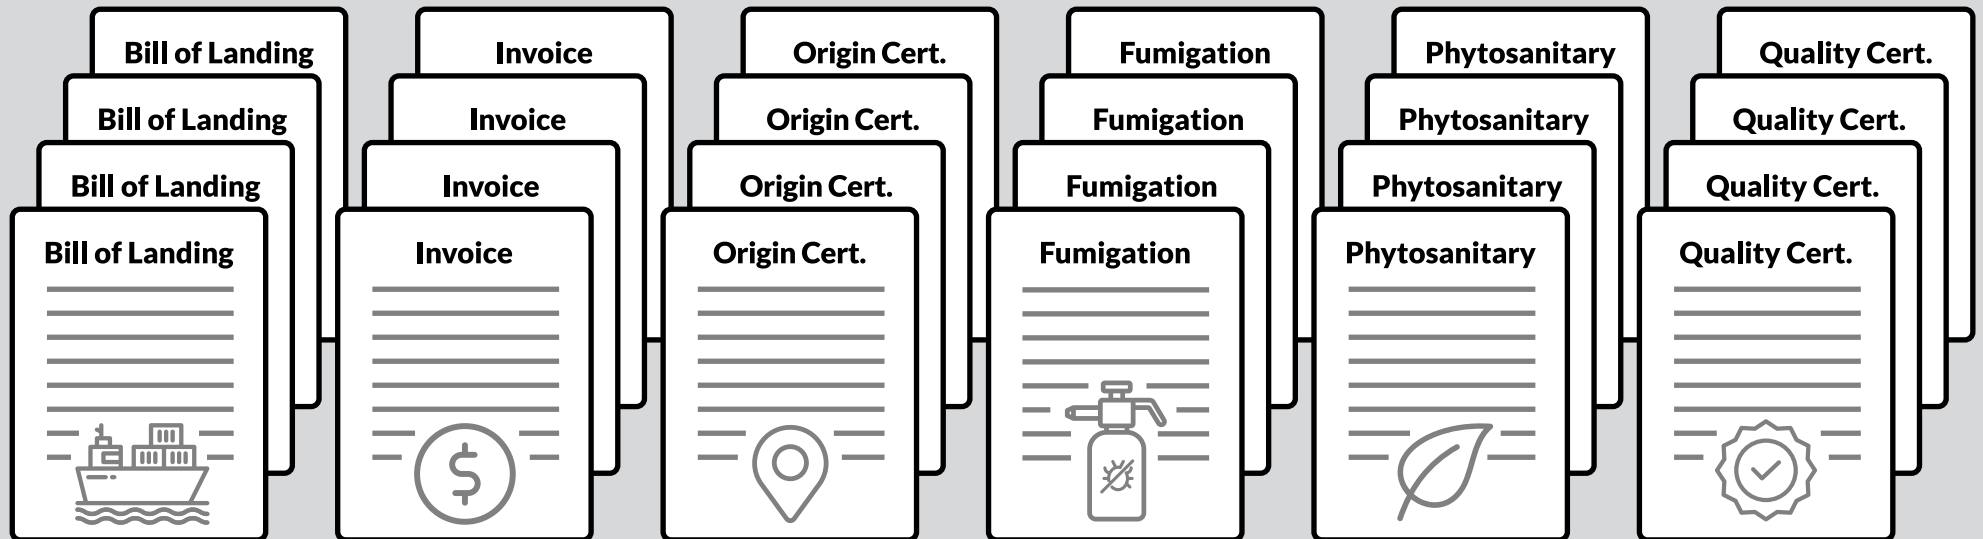 Bill of Landing Invoice Origin Cert. Fumigation Phytosanitary Quality Cert.
Bill of Landing Invoice Origin Cert. Fumigation Phytosanitary Quality Cert.
Bill of Landing Invoice Origin Cert. Fumigation Phytosanitary Quality Cert.
Bill of Landing Invoice Origin Cert. Fumigation Phytosanitary Quality Cert.
$